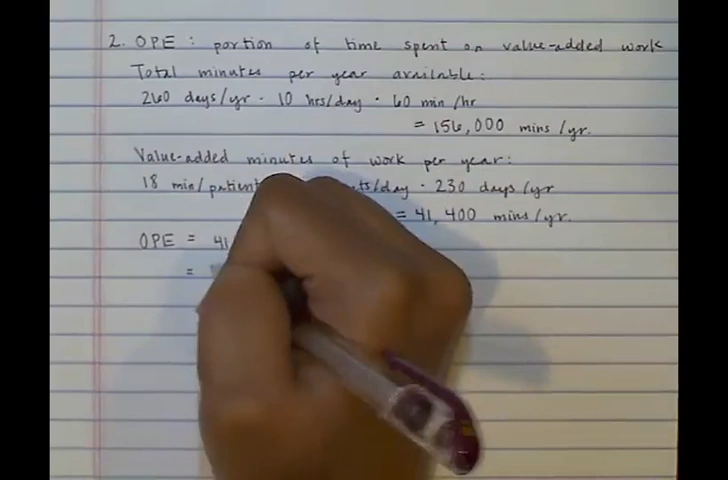 2. OPE : portion of time spent on value-added work
Total minutes per year available:
260 days/yr · 10 hrs/day · 60 min/hr
= 156,000 mins/yr.
Value-added minutes of work per year:
18 min/patient ts/day · 230 days/yr
= 41,400 mins/yr.
OPE = 41
=